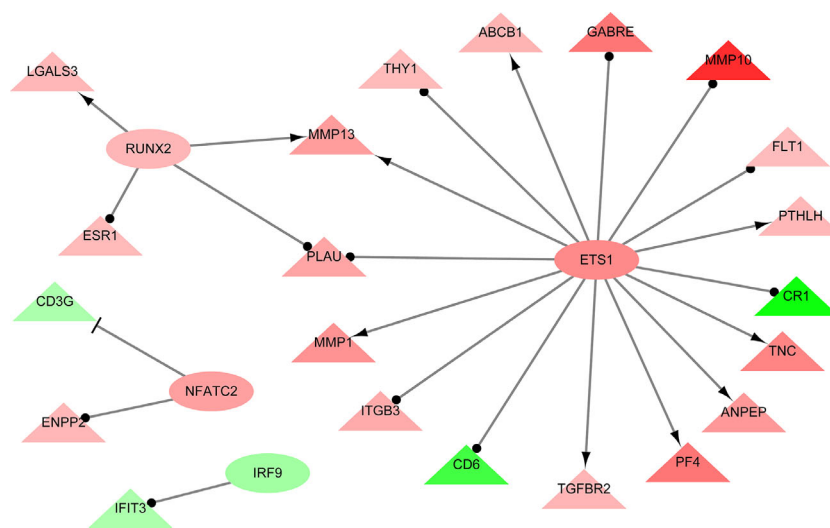 ABCB1
GABRE
MMP10
LGALS3
THY1
RUNX2
MMP13
FLT1
PTHLH
ESR1
PLAU
ETS1
CD3G
CR1
MMP1
TNC
NFATC2
ITGB3
ANPEP
ENPP2
CD6
PF4
IRF9
TGFBR2
IFIT3